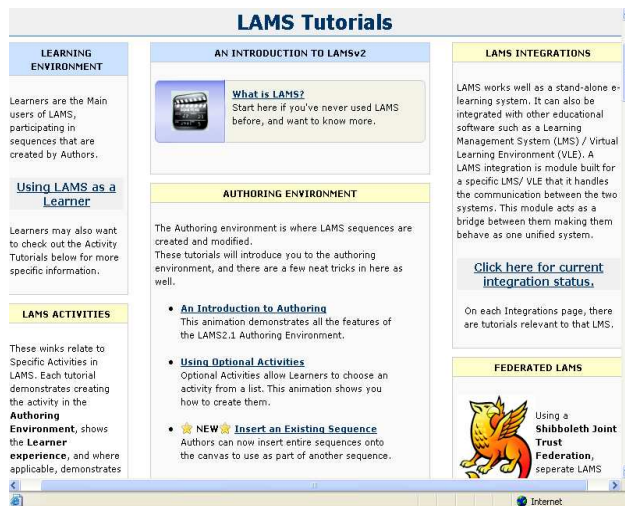 LAMS Tutorials
LEARNING
ENVIRONMENT
Learners are the Main
users of LAMS,
participating in
sequences that are
created by Authors.
Using LAMS as a
Learner
Learners may also want
to check out the Activity
Tutorials below for more
specific information.
LAMS ACTIVITIES
These winks relate to
Specific Activities in
LAMS. Each tutorial
demonstrates creating
the activity in the
Authoring
Environment, shows
the Learner
experience, and where
applicable, demonstrates
AN INTRODUCTION TO LAMSv2
What is LAMS?
Start here if you've never used LAMS
before, and want to know more.
AUTHORING ENVIRONMENT
The Authoring environment is where LAMS sequences are
created and modified.
These tutorials will introduce you to the authoring
environment, and there are a few neat tricks in here as
well.
• An Introduction to Authoring
This animation demonstrates all the features of
the LAMS2.1 Authoring Environment.
• Using Optional Activities
Optional Activities allow Learners to choose an
activity from a list. This animation shows you
how to create them.
• NEW Insert an Existing Sequence
Authors can now insert entire sequences onto
the canvas to use as part of another sequence.
LAMS INTEGRATIONS
LAMS works well as a stand-alone e-
learning system. It can also be
integrated with other educational
software such as a Learning
Management System (LMS) / Virtual
Learning Environment (VLE). A
LAMS integration is module built for
a specific LMS/ VLE that it handles
the communication between the two
systems. This module acts as a
bridge between them making them
behave as one unified system.
Click here for current
integration status.
On each Integrations page, there
are tutorials relevant to that LMS.
FEDERATED LAMS
Using a
Shibboleth Joint
Trust
Federation,
seperate LAMS
Internet